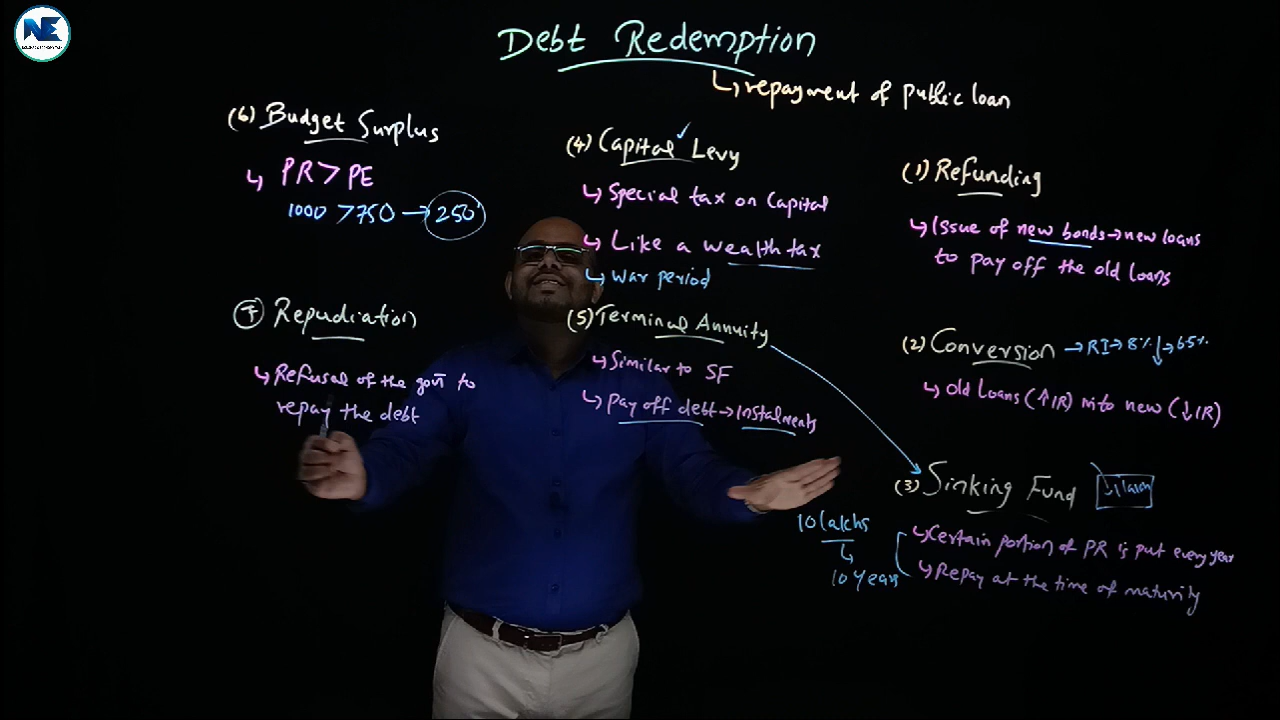 NE
Debt Redemption
↳ repayment of public loan
(1) Refunding
↳ Issue of new bonds → new loans
to pay off the old loans
(2) Conversion → RI → 8% ↓ → 6.5%
↳ old Loans (↑IR) into new (↓IR)
(3) Sinking Fund
↳ Certain portion of PR is put every year
↳ Repay at the time of maturity
10 lakhs
↳ 10 years
(4) Capital ✓ Levy
↳ Special tax on Capital
↳ Like a wealth tax
↳ War period
(5) Terminal Annuity
↳ Similar to SF
↳ pay off debt → instalments
(6) Budget Surplus
↳ PR > PE
1000 > 750 → 250
(7) Repudiation
↳ Refusal of the govt to
repay the debt